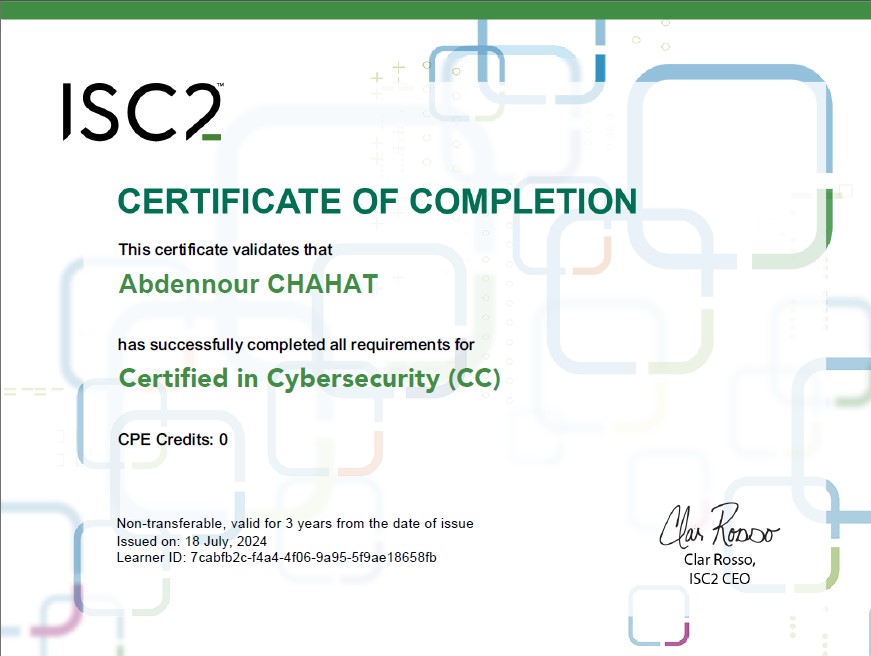 ISC2™
CERTIFICATE OF COMPLETION
This certificate validates that
Abdennour CHAHAT
has successfully completed all requirements for
Certified in Cybersecurity (CC)
CPE Credits: 0
Non-transferable, valid for 3 years from the date of issue
Issued on: 18 July, 2024
Learner ID: 7cabfb2c-f4a4-4f06-9a95-5f9ae18658fb
Clar Rosso
Clar Rosso,
ISC2 CEO